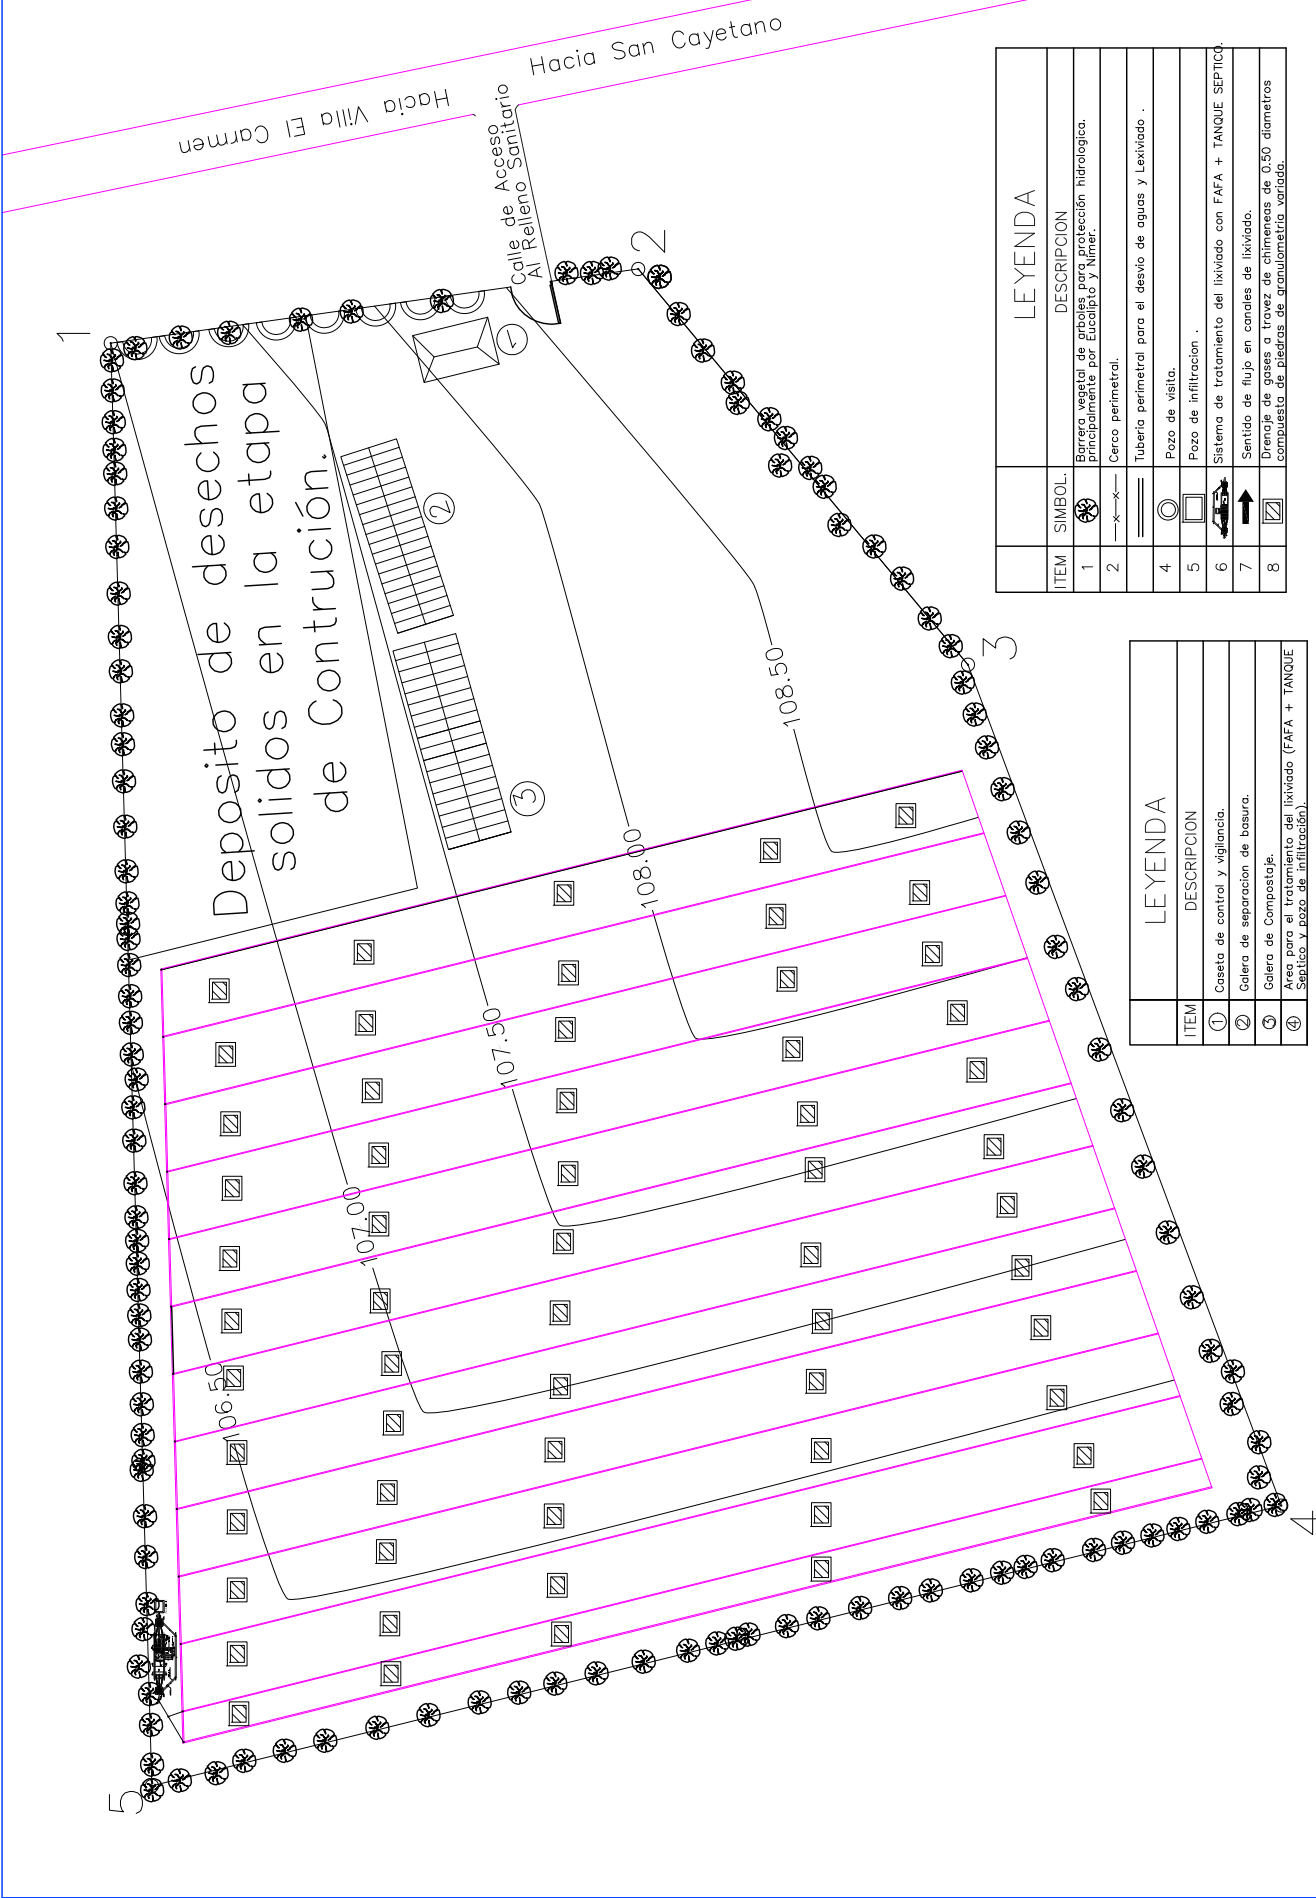 Hacia San Cayetano
Hacia Villa El Carmen
Calle de Acceso
Al Relleno Sanitario
1
2
3
4
5
Deposito de desechos
solidos en la etapa
de Contrución.
1
2
3
106.50
107.00
107.50
108.00
108.50
LEYENDA
ITEM SIMBOL. DESCRIPCION
1 Barrera vegetal de arboles para protección hidrologica.
principalmente por Eucalipto y Nimer.
2 Cerco perimetral.
Tuberia perimetral para el desvio de aguas y Lexiviado .
4 Pozo de visita.
5 Pozo de infiltracion .
6 Sistema de tratamiento del lixiviado con FAFA + TANQUE SEPTICO.
7 Sentido de flujo en canales de lixiviado.
8 Drenaje de gases a travez de chimeneas de 0.50 diametros
compuesta de piedras de granulometria variada.
LEYENDA
ITEM DESCRIPCION
1 Caseta de control y vigilancia.
2 Galera de separacion de basura.
3 Galera de Compostaje.
4 Area para el tratamiento del lixiviado (FAFA + TANQUE
Septico y pozo de infiltración).